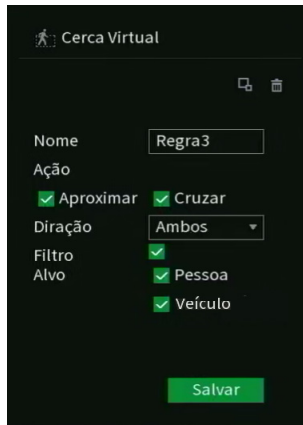 Cerca Virtual
Nome Regra3
Ação
Aproximar Cruzar
Diração Ambos
Filtro
Alvo Pessoa
Veículo
Salvar